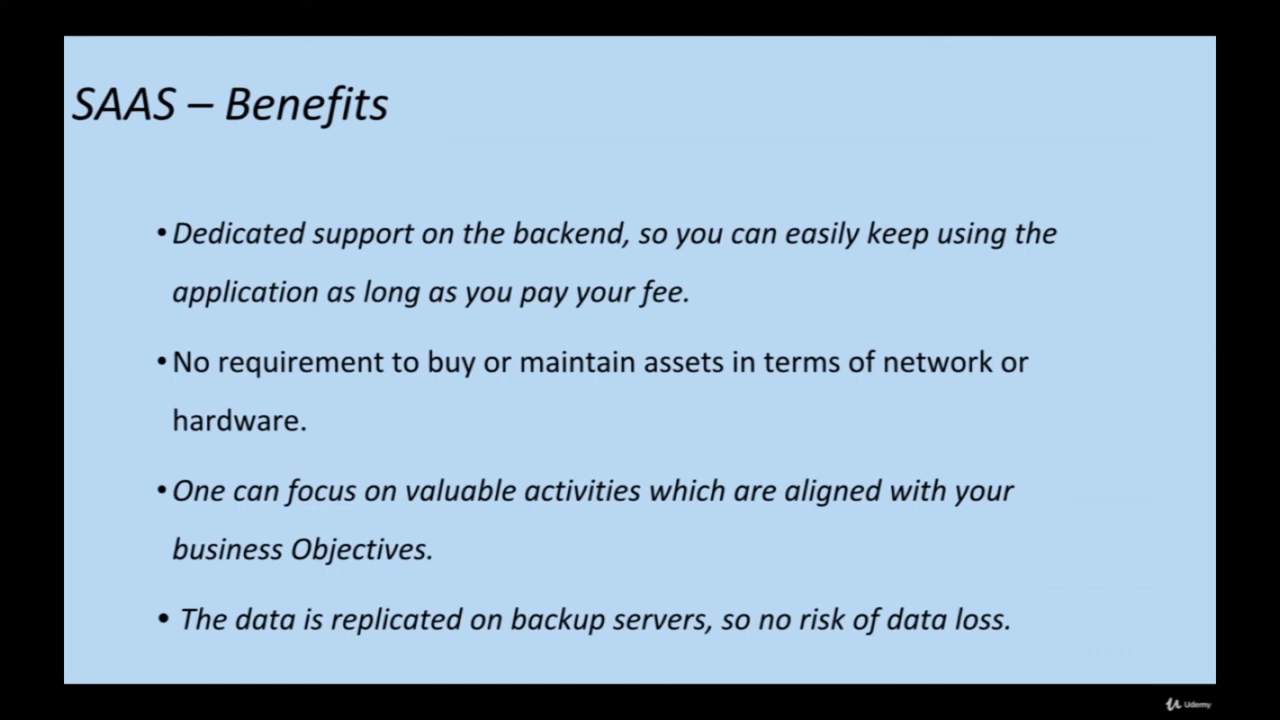 SAAS – Benefits
• Dedicated support on the backend, so you can easily keep using the
application as long as you pay your fee.
• No requirement to buy or maintain assets in terms of network or
hardware.
• One can focus on valuable activities which are aligned with your
business Objectives.
• The data is replicated on backup servers, so no risk of data loss.
Udemy